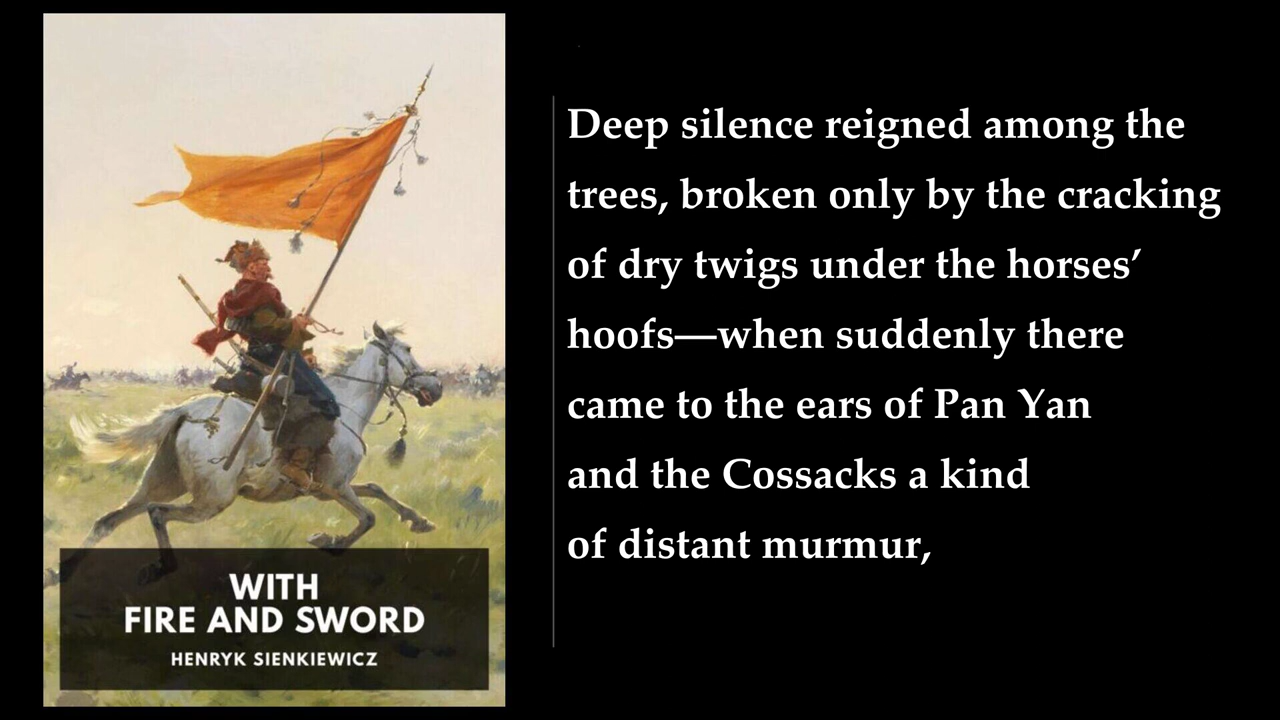 WITH
FIRE AND SWORD
HENRYK SIENKIEWICZ
Deep silence reigned among the
trees, broken only by the cracking
of dry twigs under the horses’
hoofs—when suddenly there
came to the ears of Pan Yan
and the Cossacks a kind
of distant murmur,